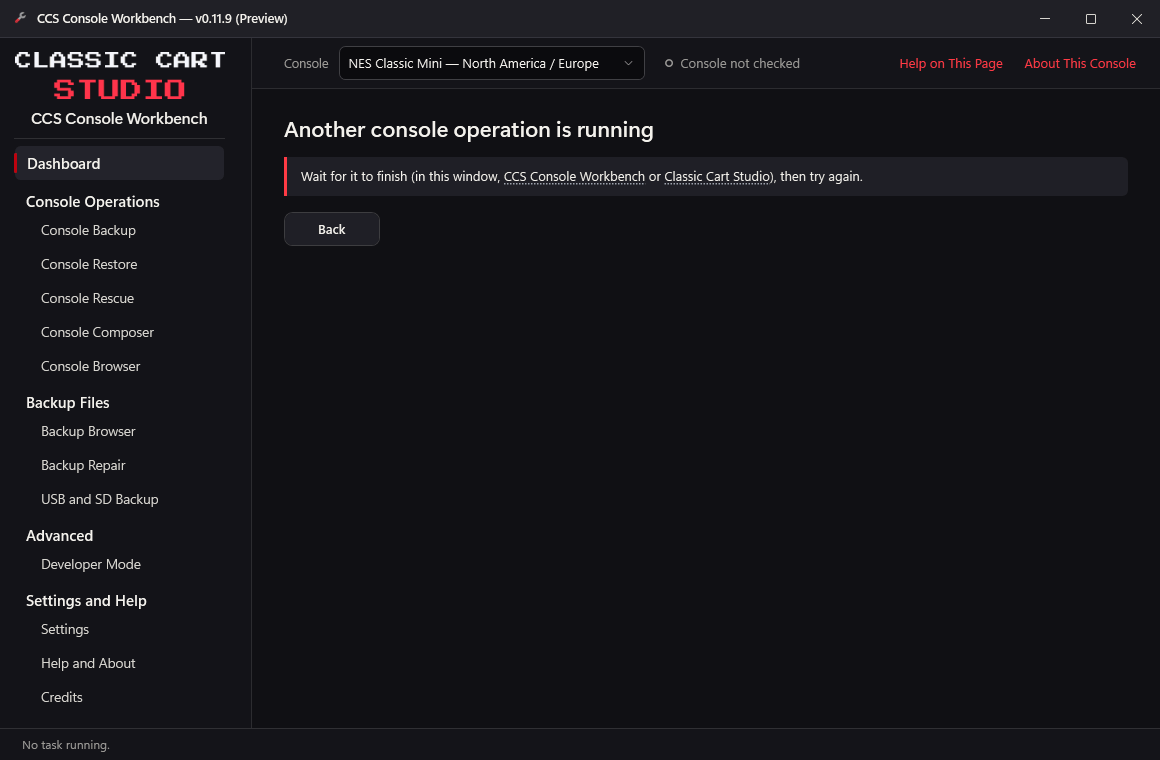 CCS Console Workbench — v0.11.9 (Preview)
CLASSIC CART
STUDIO
CCS Console Workbench
Dashboard
Console Operations
Console Backup
Console Restore
Console Rescue
Console Composer
Console Browser
Backup Files
Backup Browser
Backup Repair
USB and SD Backup
Advanced
Developer Mode
Settings and Help
Settings
Help and About
Credits
Console NES Classic Mini — North America / Europe Console not checked Help on This Page About This Console
Another console operation is running
Wait for it to finish (in this window, CCS Console Workbench or Classic Cart Studio), then try again.
Back
No task running.